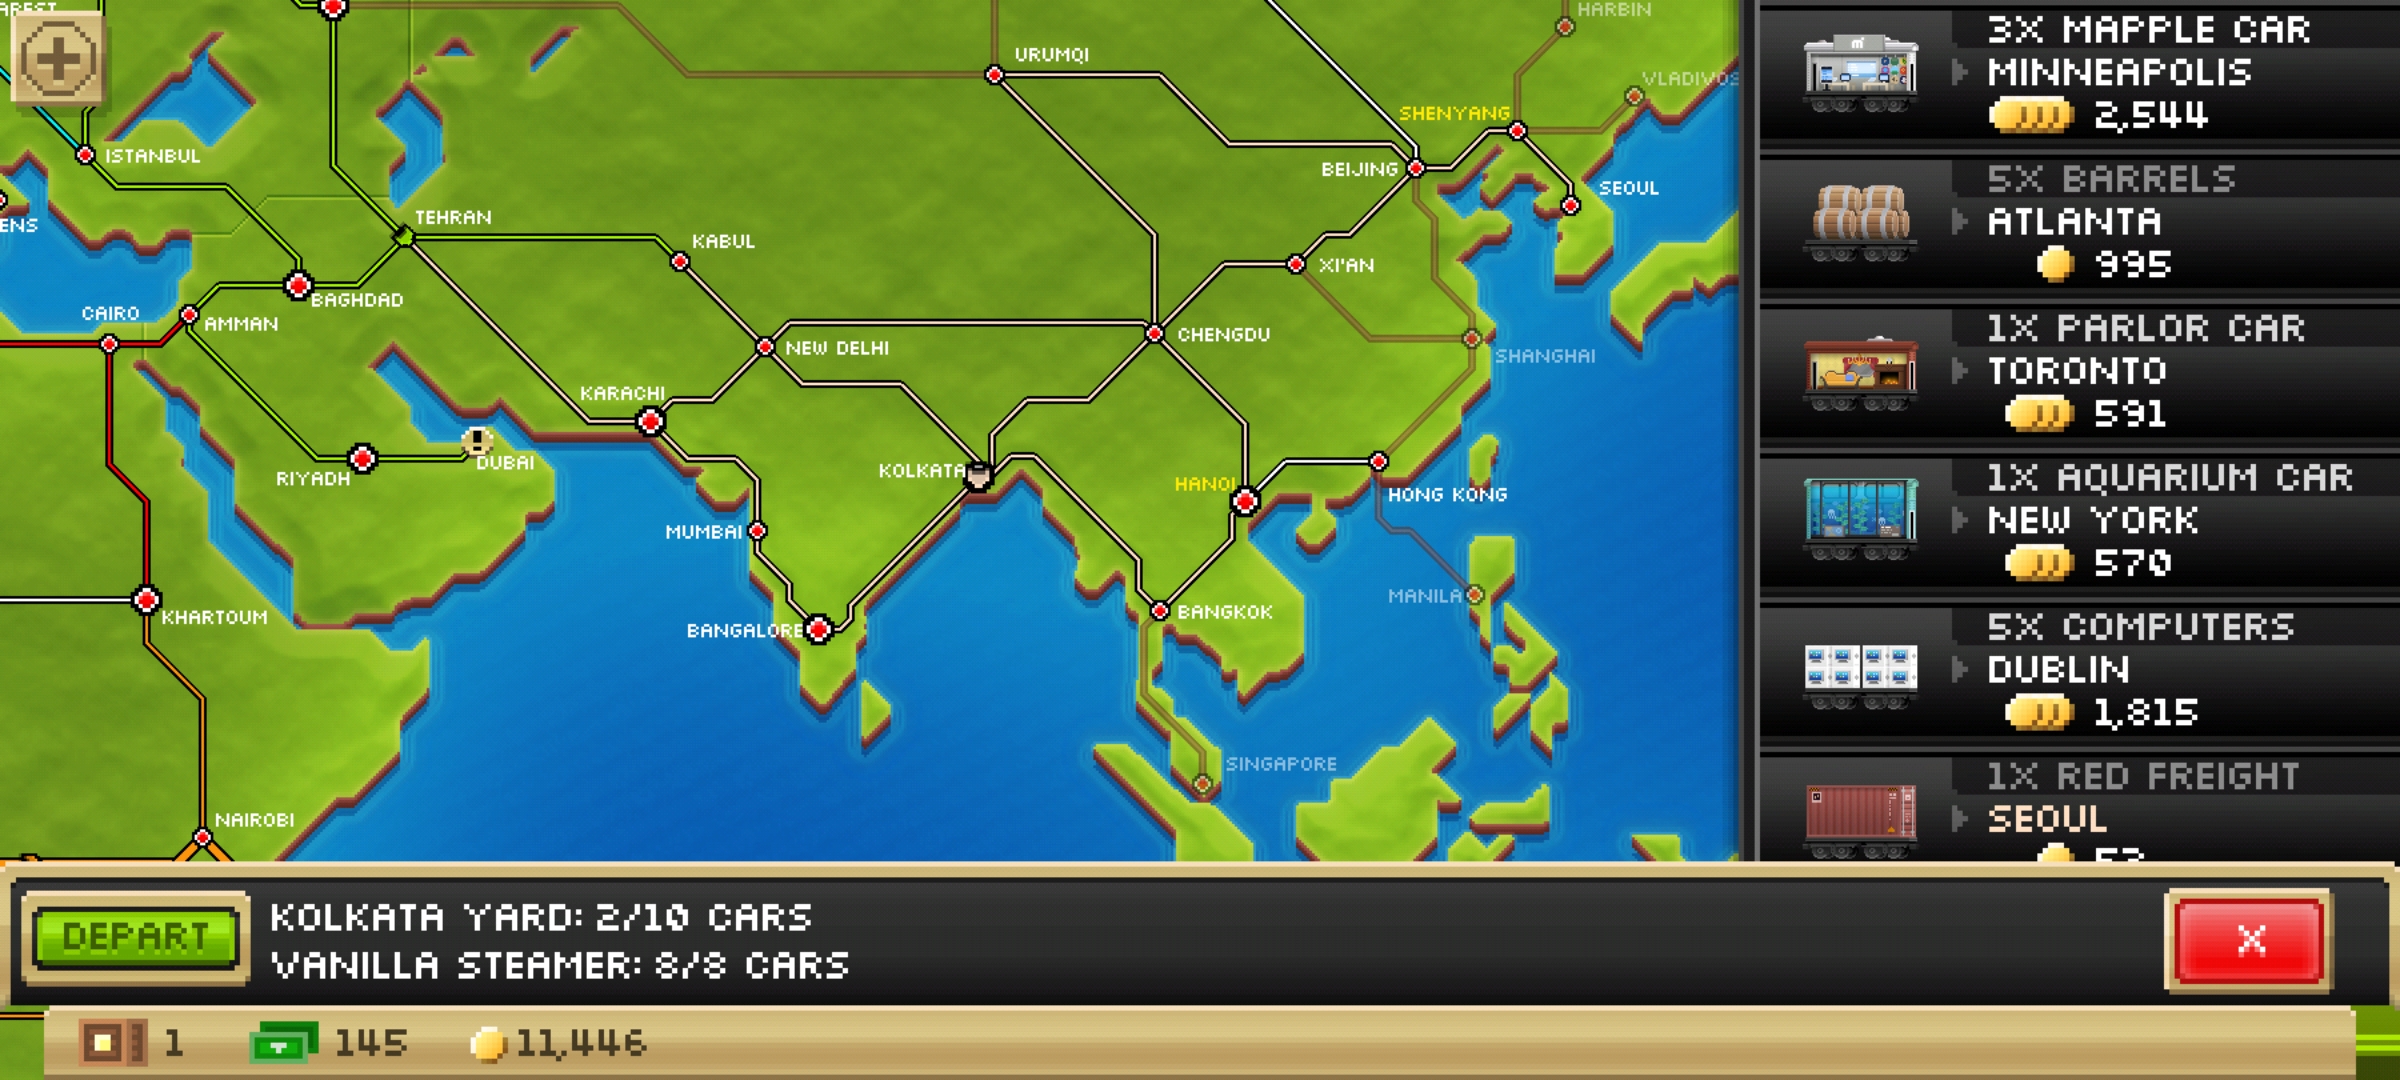 HARBIN
URUMQI
SHENYANG
BEIJING
SEOUL
ISTANBUL
TEHRAN
KABUL
XI'AN
BAGHDAD
CAIRO
AMMAN
NEW DELHI
CHENGDU
SHANGHAI
KARACHI
RIYADH
DUBAI
KOLKATA
HANOI
HONG KONG
MUMBAI
MANILA
KHARTOUM
BANGALORE
BANGKOK
SINGAPORE
NAIROBI
3X MAPPLE CAR
MINNEAPOLIS
2,544
5X BARRELS
ATLANTA
995
1X PARLOR CAR
TORONTO
591
1X AQUARIUM CAR
NEW YORK
570
5X COMPUTERS
DUBLIN
1,815
1X RED FREIGHT
SEOUL
DEPART
KOLKATA YARD: 2/10 CARS
VANILLA STEAMER: 8/8 CARS
X
1
145
11,446